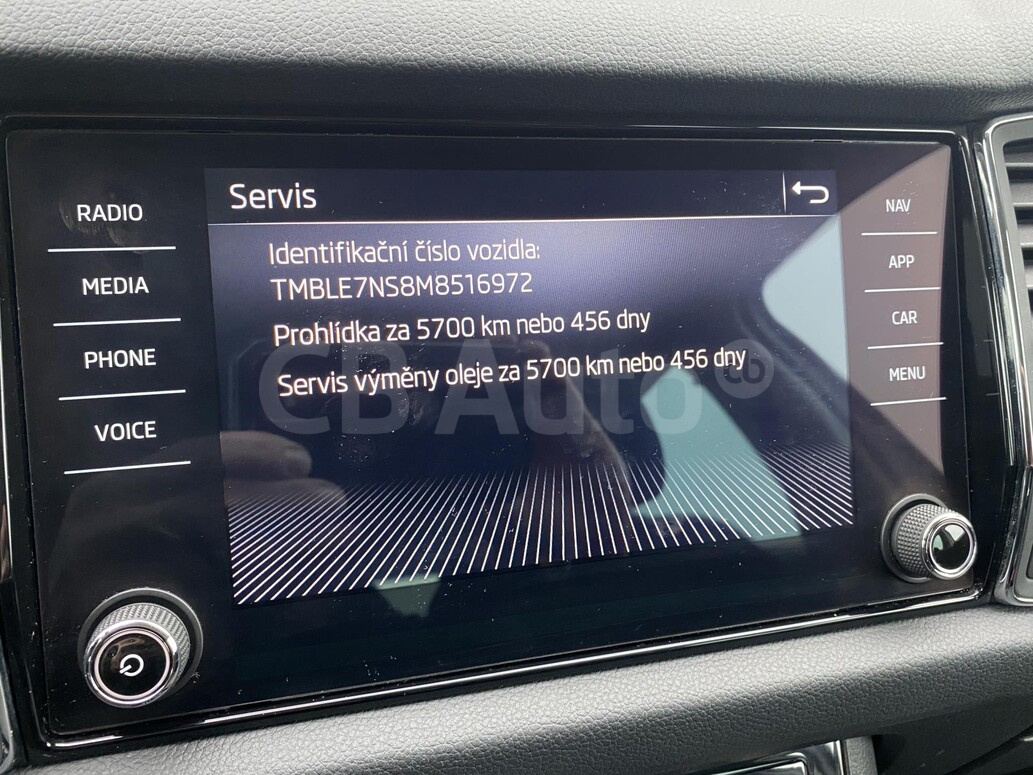 Servis
RADIO
NAV
Identifikační číslo vozidla:
TMBLE7NS8M8516972
MEDIA
APP
Prohlídka za 5700 km nebo 456 dny
CAR
PHONE
Servis výměny oleje za 5700 km nebo 456 dny
MENU
VOICE
CB Auto cb